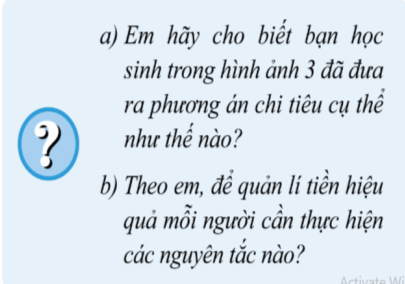 a) Em hãy cho biết bạn học
sinh trong hình ảnh 3 đã đưa
ra phương án chi tiêu cụ thể
như thế nào?
?
b) Theo em, để quản lí tiền hiệu
quả mỗi người cần thực hiện
các nguyên tắc nào?
Activate Wi